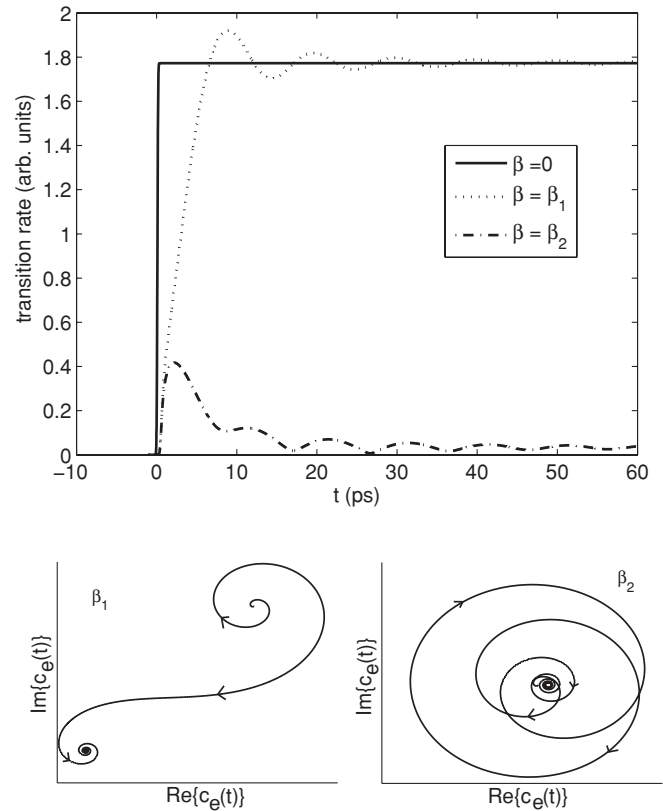 transition rate (arb. units)
2
1.8
1.6
1.4
1.2
1
0.8
0.6
0.4
0.2
0
β =0
β = β₁
β = β₂
−10 0 10 20 30 40 50 60
t (ps)
β₁
Im{cₑ(t)}
Re{cₑ(t)}
β₂
Im{cₑ(t)}
Re{cₑ(t)}